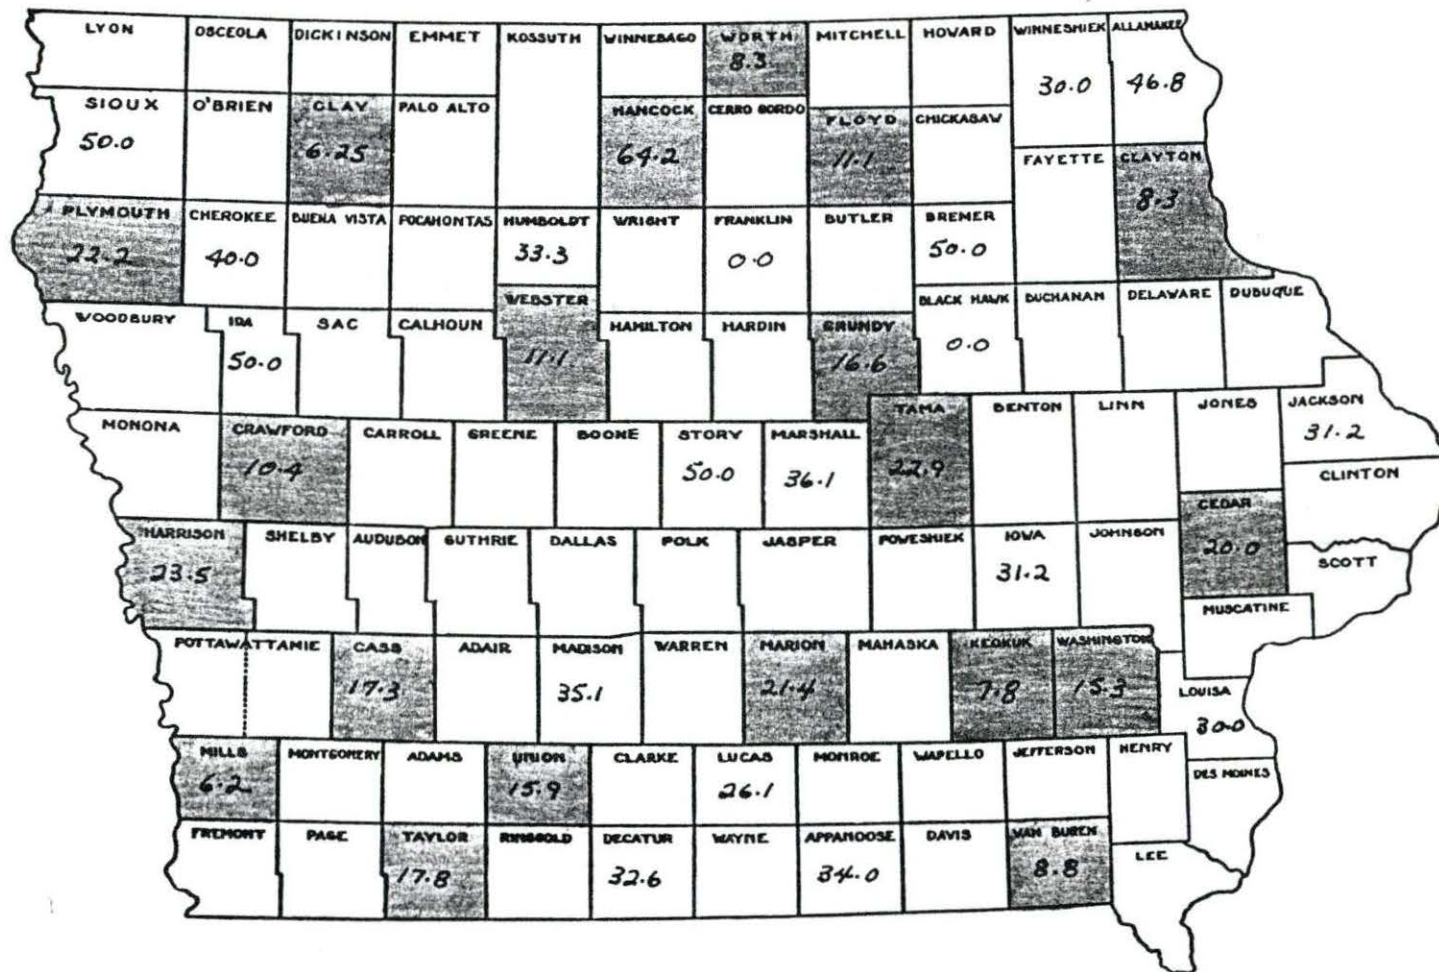 LYON OSCEOLA DICKINSON EMMET KOSSUTH WINNEBAGO WORTH MITCHELL HOWARD WINNESHIEK ALLAMAKEE
8.3 30.0 46.8
SIOUX O'BRIEN CLAY PALO ALTO HANCOCK CERRO GORDO FLOYD CHICKASAW
50.0 6.25 64.2 11.1
FAYETTE CLAYTON
8.3
PLYMOUTH CHEROKEE BUENA VISTA POCAHONTAS HUMBOLDT WRIGHT FRANKLIN BUTLER BREMER
22.2 40.0 33.3 0.0 50.0
WEBSTER BLACK HAWK BUCHANAN DELAWARE DUBUQUE
WOODBURY IDA SAC CALHOUN HAMILTON HARDIN GRUNDY
50.0 11.1 16.6 0.0
MONONA CRAWFORD CARROLL GREENE BOONE STORY MARSHALL TAMA BENTON LINN JONES JACKSON
10.4 50.0 36.1 22.9 31.2
CLINTON
HARRISON SHELBY AUDUBON GUTHRIE DALLAS POLK JASPER POWESHIEK IOWA JOHNSON CEDAR
23.5 31.2 20.0
SCOTT
MUSCATINE
POTTAWATTAMIE CASS ADAIR MADISON WARREN MARION MAHASKA KEOKUK WASHINGTON
17.3 35.1 21.4 7.8 15.3
LOUISA
30.0
MILLS MONTGOMERY ADAMS UNION CLARKE LUCAS MONROE WAPELLO JEFFERSON HENRY
6.2 15.9 26.1
DES MOINES
FREMONT PAGE TAYLOR RINGGOLD DECATUR WAYNE APPANOOSE DAVIS VAN BUREN LEE
17.8 32.6 34.0 8.8